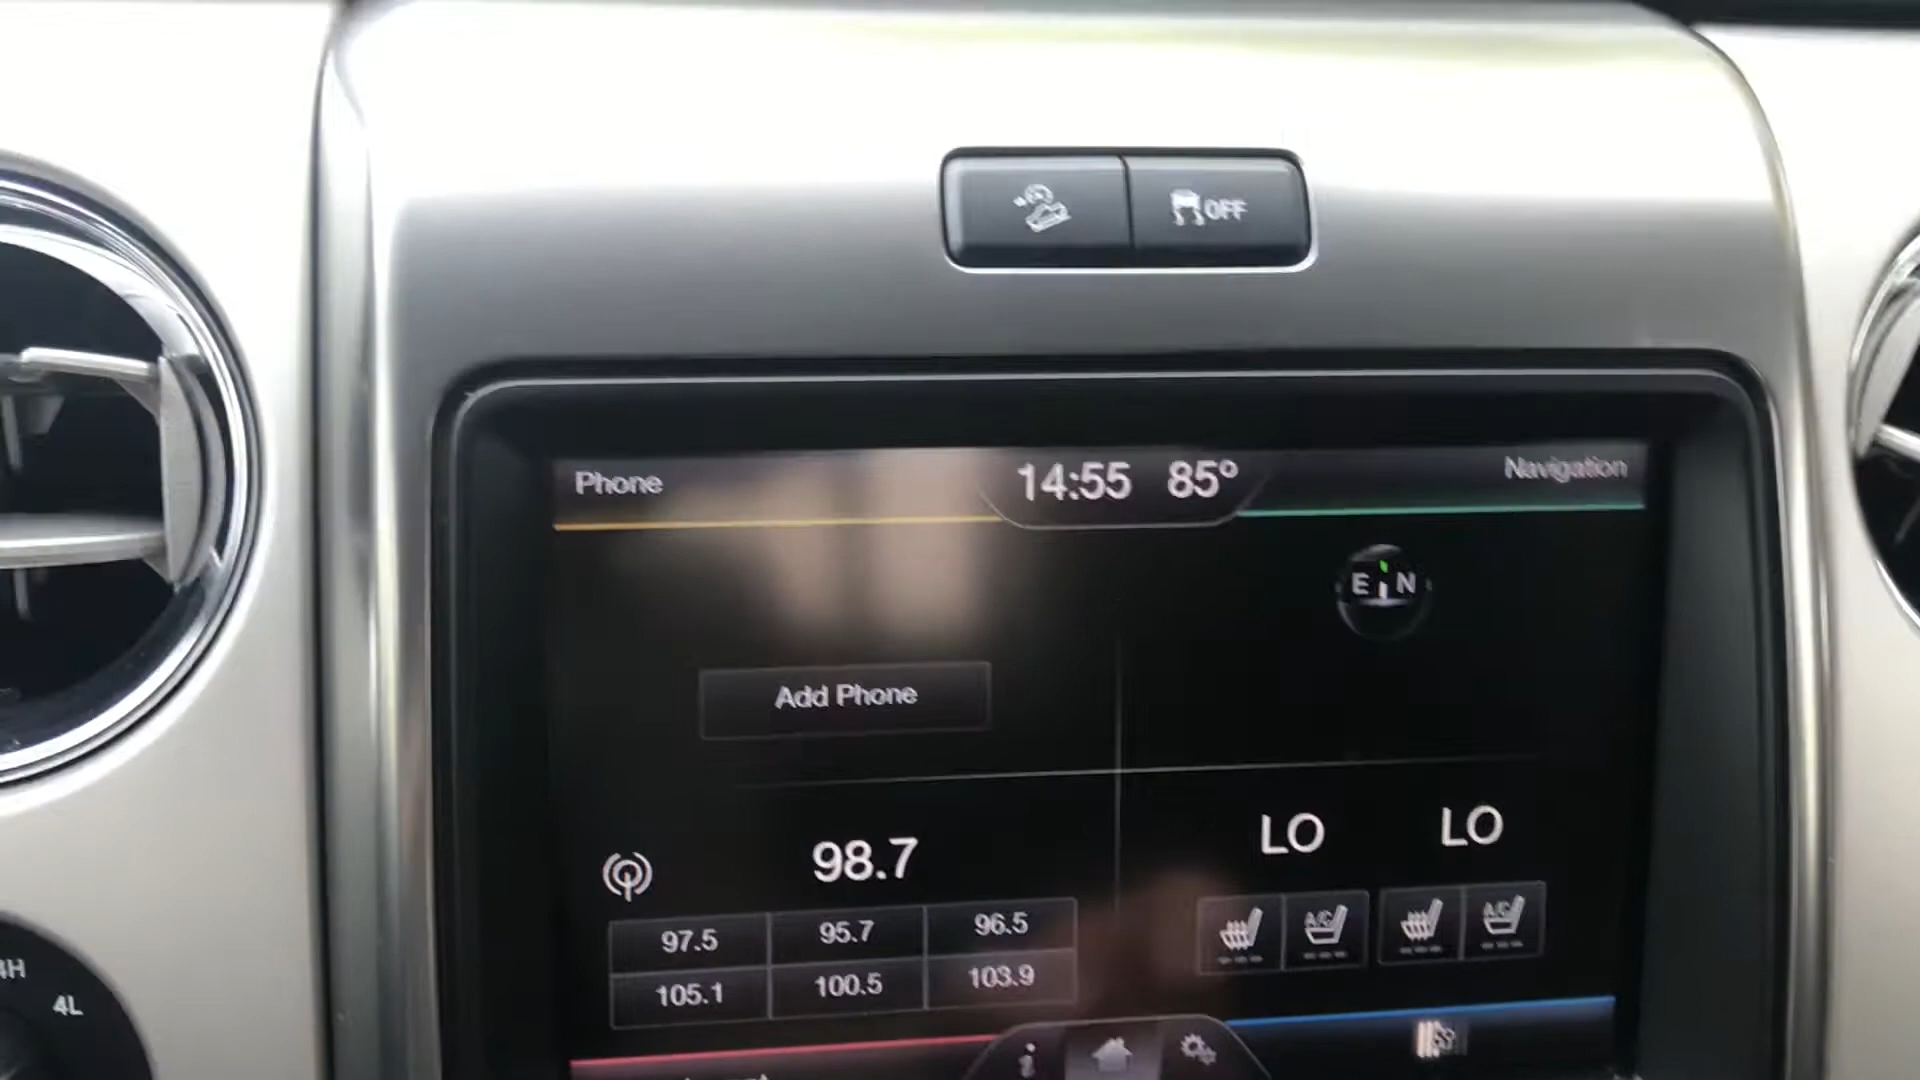 OFF
Phone
14:55 85°
Navigation
E N
Add Phone
98.7
LO LO
97.5 95.7 96.5
105.1 100.5 103.9
A/C A/C
4H
4L
i